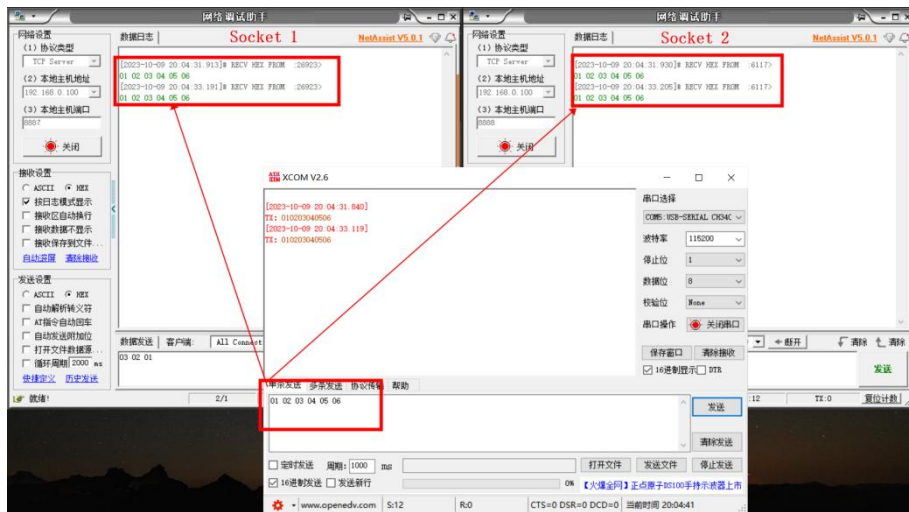 网络调试助手
网络设置
(1) 协议类型
TCP Server
(2) 本地主机地址
192.168.0.100
(3) 本地主机端口
8887
关闭
接收设置
ASCII HEX
按日志模式显示
接收区自动换行
接收数据不显示
接收保存到文件...
自动滚屏 清除接收
发送设置
ASCII HEX
自动解析转义符
AT指令自动回车
自动发送附加位
打开文件数据源...
循环周期 2000 ms
快捷定义 历史发送
就绪!
2/1
数据日志
Socket 1
NetAssist V5.0.1
[2023-10-09 20:04:31.913]# RECV HEX FROM :26923>
01 02 03 04 05 06
[2023-10-09 20:04:33.191]# RECV HEX FROM :26923>
01 02 03 04 05 06
数据发送 客户端: All Connect
03 02 01
网络调试助手
网络设置
(1) 协议类型
TCP Server
(2) 本地主机地址
192.168.0.100
(3) 本地主机端口
8888
关闭
数据日志
Socket 2
NetAssist V5.0.1
[2023-10-09 20:04:31.930]# RECV HEX FROM :6117>
01 02 03 04 05 06
[2023-10-09 20:04:33.205]# RECV HEX FROM :6117>
01 02 03 04 05 06
断开 清除 清除
发送
:12 TX:0 复位计数
XCOM V2.6
[2023-10-09 20:04:31.840]
TX: 010203040506
[2023-10-09 20:04:33.119]
TX: 010203040506
串口选择
COM5:USB-SERIAL CH34C
波特率 115200
停止位 1
数据位 8
校验位 None
串口操作 关闭串口
保存窗口 清除接收
16进制显示 DTR
单条发送 多条发送 协议传输 帮助
01 02 03 04 05 06
发送
清除发送
定时发送 周期: 1000 ms 打开文件 发送文件 停止发送
16进制发送 发送新行 0% 【火爆全网】正点原子DS100手持示波器上市
www.openedv.com S:12 R:0 CTS=0 DSR=0 DCD=0 当前时间 20:04:41